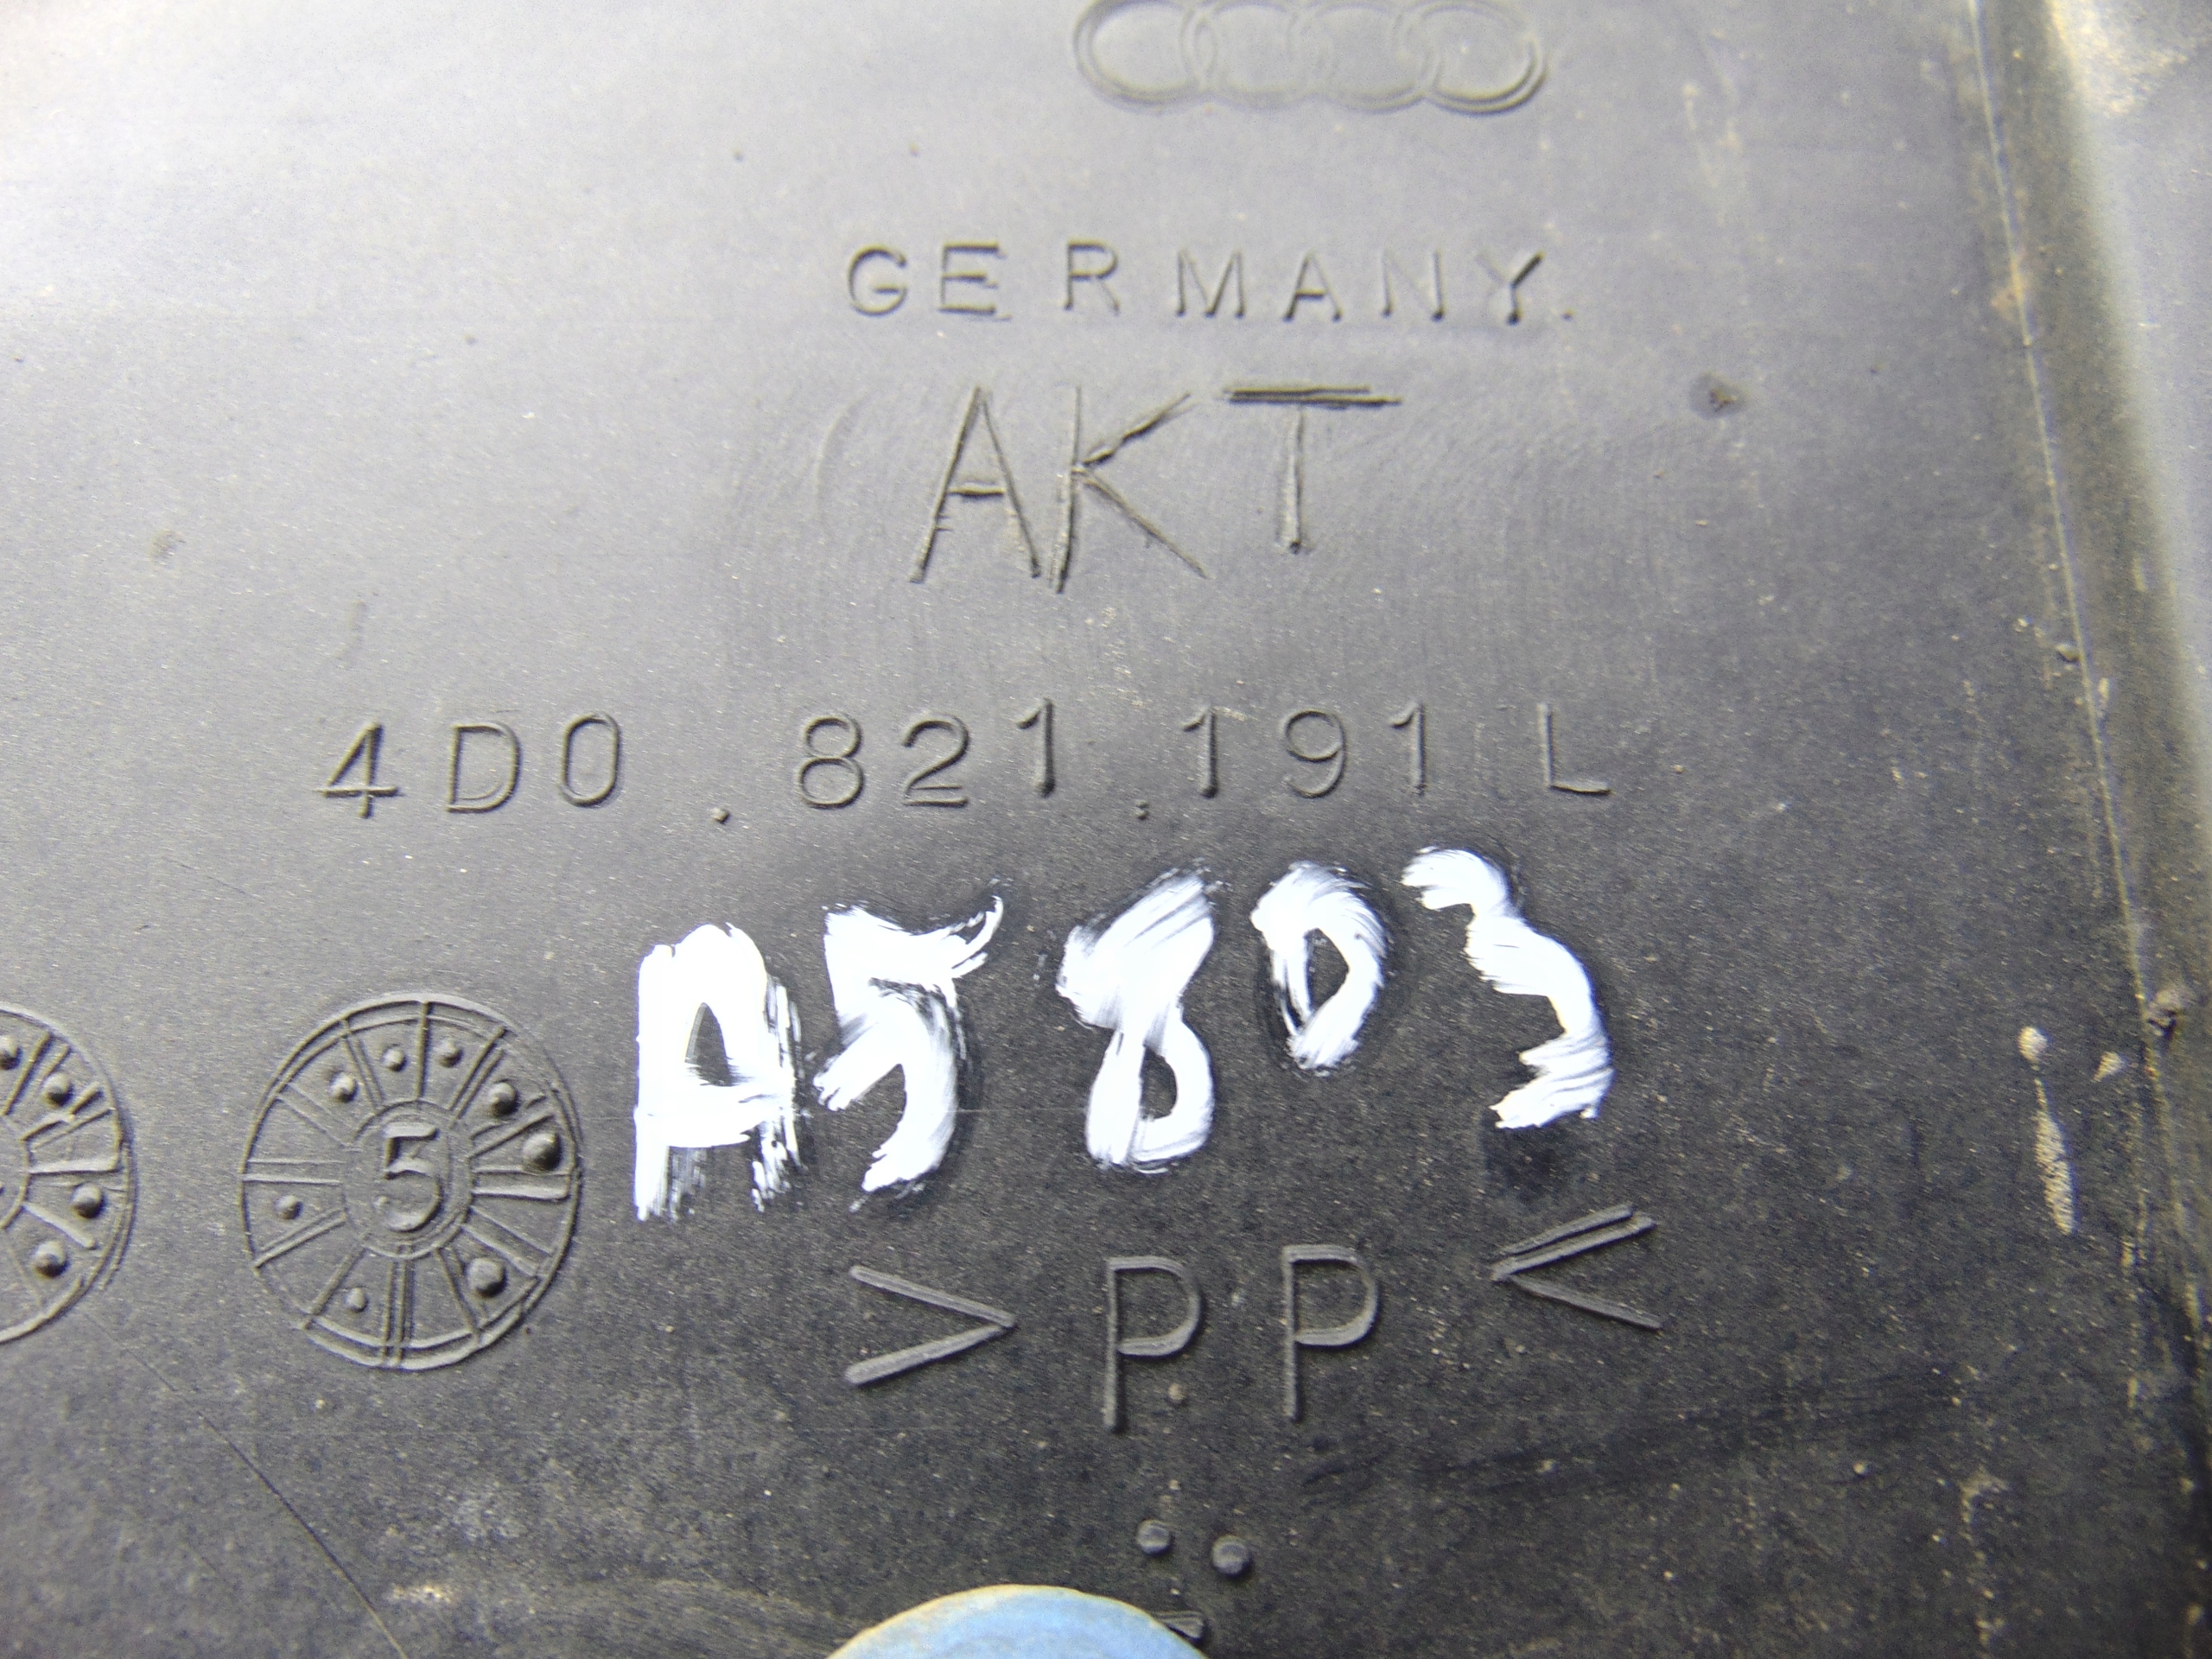 GERMANY.
AKT
4D0.821.191 L
A5803
5
>PP<